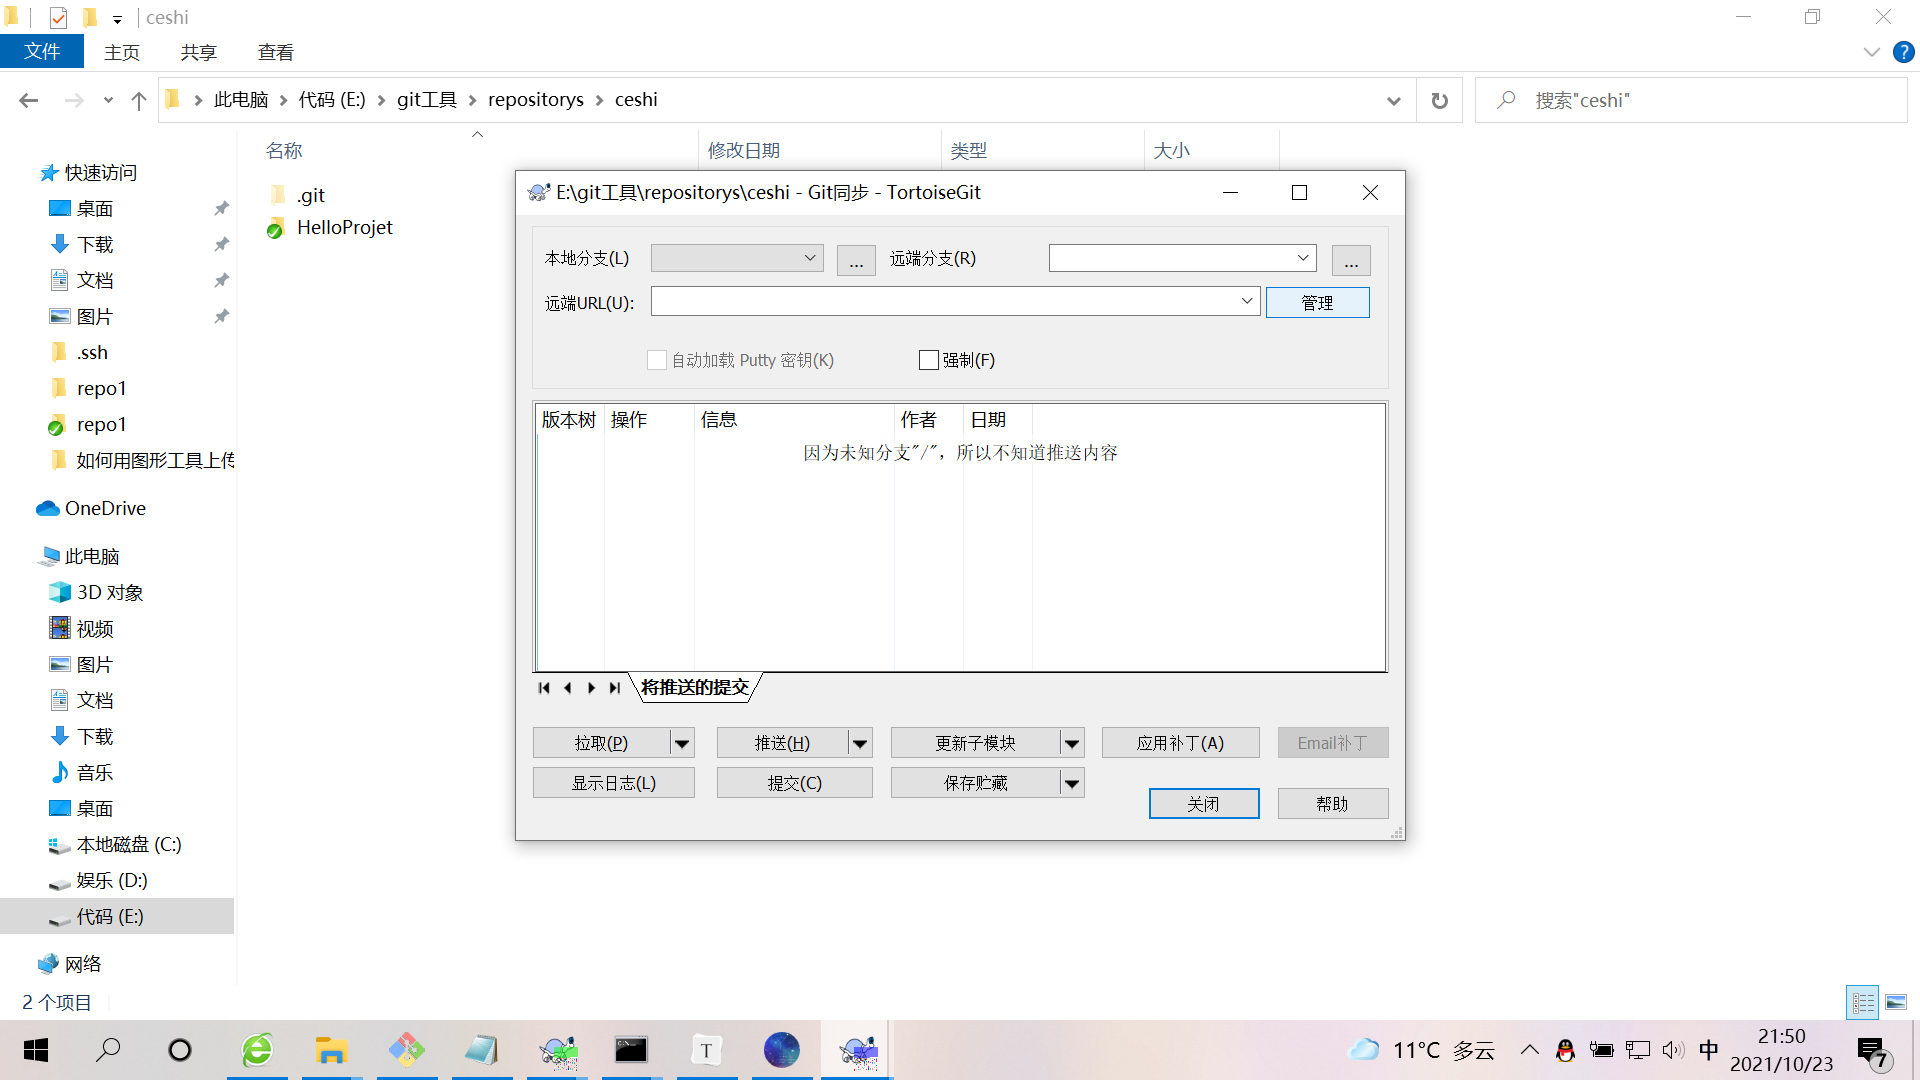 ceshi
文件 主页 共享 查看
此电脑 代码 (E:) git工具 repositorys ceshi
搜索"ceshi"
名称 修改日期 类型 大小
快速访问
桌面
下载
文档
图片
.ssh
repo1
repo1
如何用图形工具上传
OneDrive
此电脑
3D 对象
视频
图片
文档
下载
音乐
桌面
本地磁盘 (C:)
娱乐 (D:)
代码 (E:)
网络
2 个项目
.git
HelloProjet
E:\git工具\repositorys\ceshi - Git同步 - TortoiseGit
本地分支(L) ... 远端分支(R) ...
远端URL(U): 管理
自动加载 Putty 密钥(K) 强制(F)
版本树 操作 信息 作者 日期
因为未知分支"/"，所以不知道推送内容
将推送的提交
拉取(P) 推送(H) 更新子模块 应用补丁(A) Email补丁
显示日志(L) 提交(C) 保存贮藏
关闭 帮助
T
11°C 多云
中
21:50
2021/10/23
7